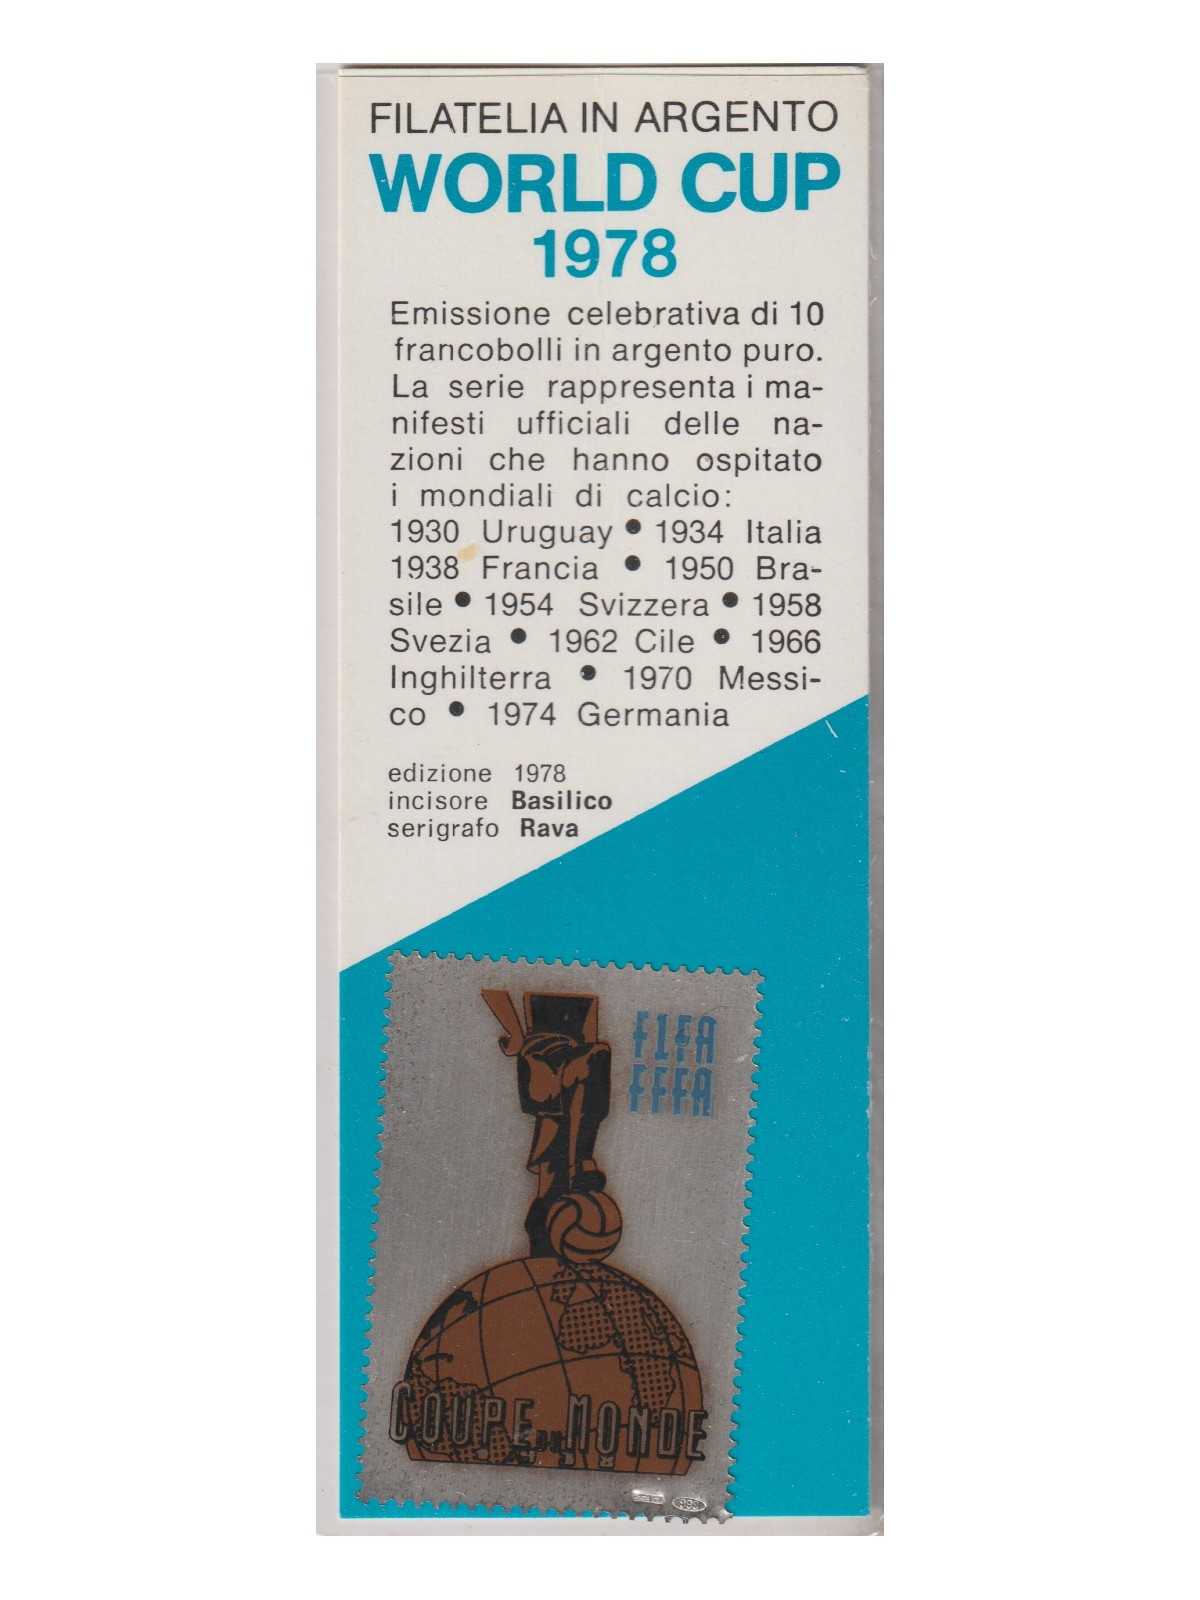 FILATELIA IN ARGENTO
WORLD CUP
1978
Emissione celebrativa di 10
francobolli in argento puro.
La serie rappresenta i ma-
nifesti ufficiali delle na-
zioni che hanno ospitato
i mondiali di calcio:
1930 Uruguay • 1934 Italia
1938 Francia • 1950 Bra-
sile • 1954 Svizzera • 1958
Svezia • 1962 Cile • 1966
Inghilterra • 1970 Messi-
co • 1974 Germania
edizione 1978
incisore Basilico
serigrafo Rava
F1FA
FFFA
COUPE DU MONDE
999